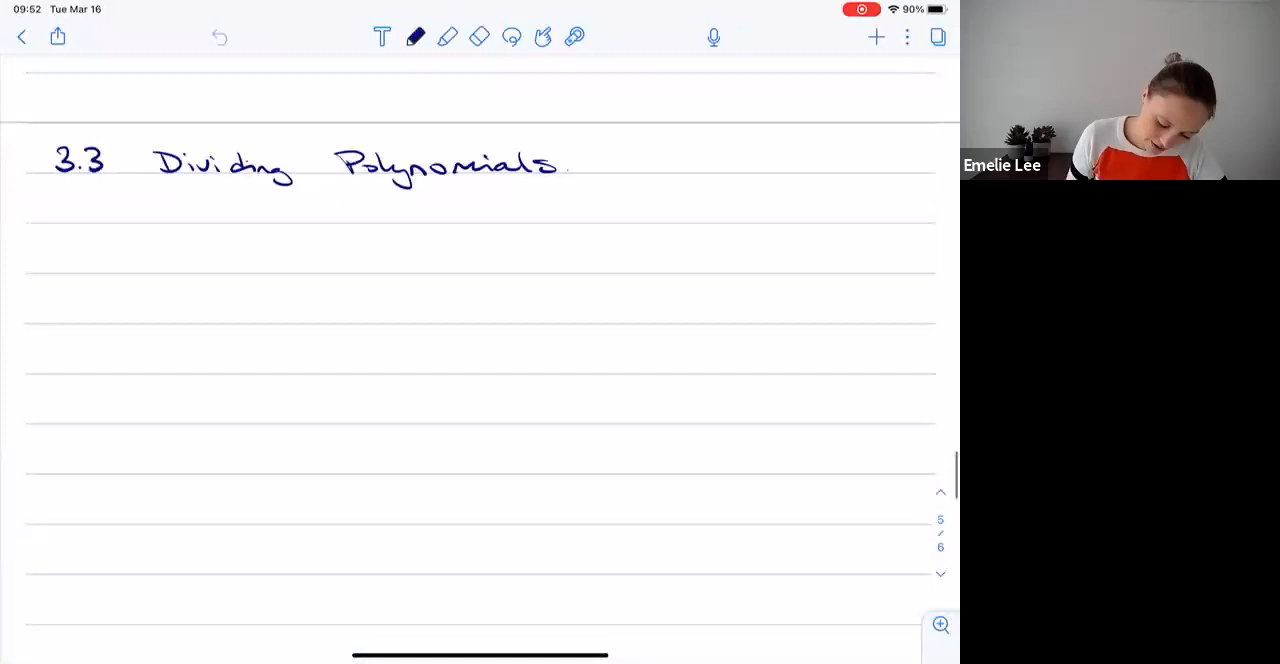 09:52 Tue Mar 16
90%
T
3.3 Dividing Polynomials.
Emelie Lee
5
/
6